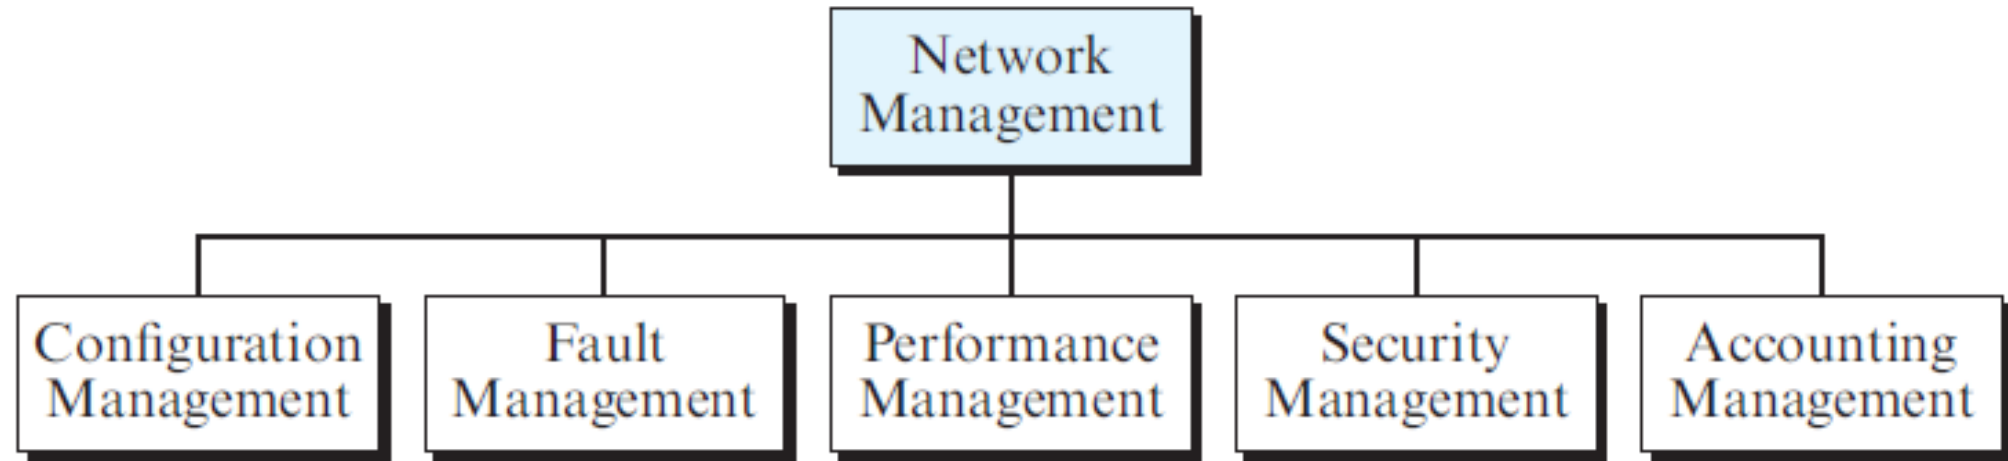 Network
Management
Configuration
Management
Fault
Management
Performance
Management
Security
Management
Accounting
Management